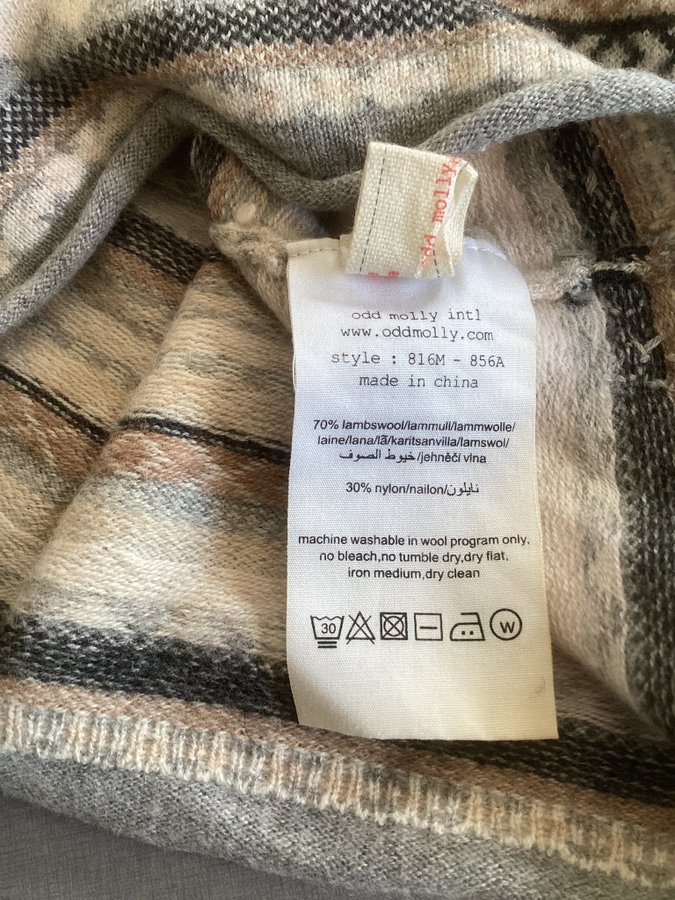 odd molly
odd molly intl
www.oddmolly.com
style : 816M - 856A
made in china
70% lambswool/lammull/lammwolle/
laine/lana/lã/karitsanvilla/lamswol/
خيوط الصوف/jehněčí vlna
30% nylon/nailon/نايلون
machine washable in wool program only,
no bleach,no tumble dry,dry flat,
iron medium,dry clean
30
W